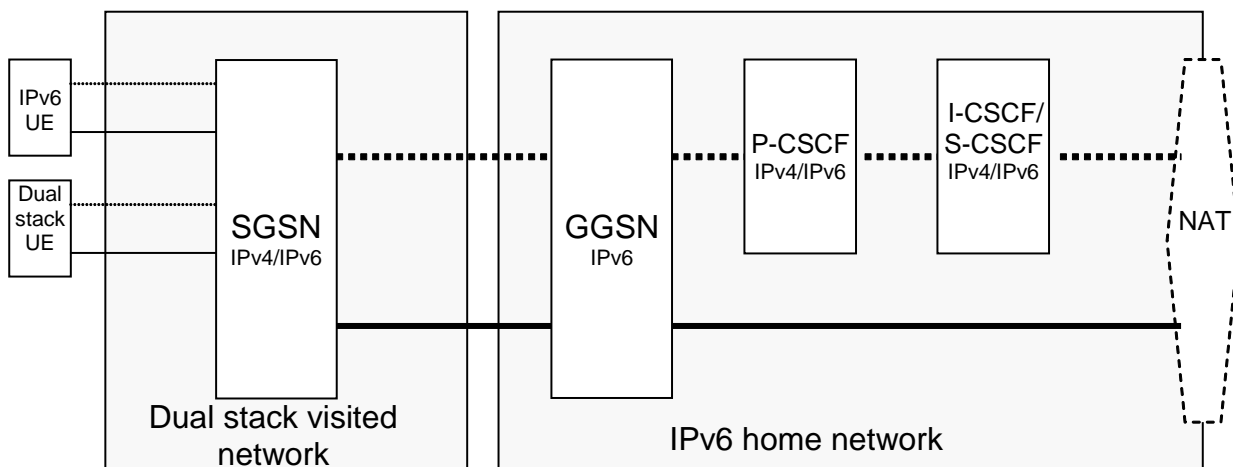 IPv6
UE
Dual
stack
UE
SGSN
IPv4/IPv6
Dual stack visited
network
GGSN
IPv6
P-CSCF
IPv4/IPv6
I-CSCF/
S-CSCF
IPv4/IPv6
NAT
IPv6 home network